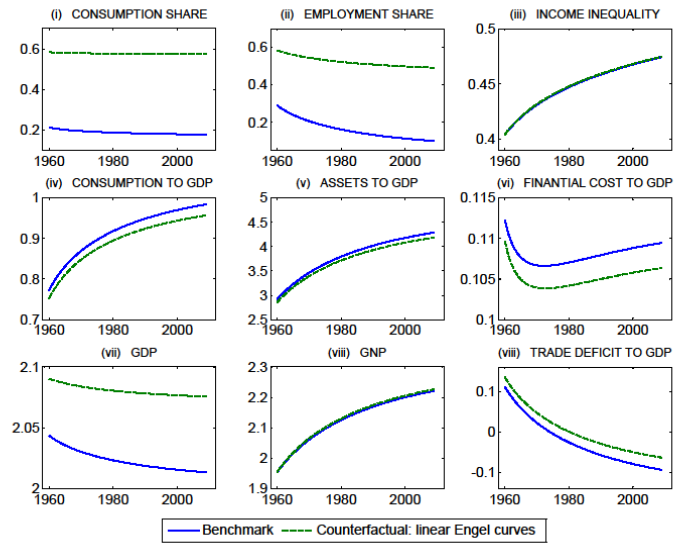 (i) CONSUMPTION SHARE
(ii) EMPLOYMENT SHARE
(iii) INCOME INEQUALITY
0.6
0.4
0.2
1960 1980 2000
0.6
0.4
0.2
1960 1980 2000
0.5
0.45
0.4
1960 1980 2000
(iv) CONSUMPTION TO GDP
(v) ASSETS TO GDP
(vi) FINANTIAL COST TO GDP
1
0.9
0.8
0.7
1960 1980 2000
5
4.5
4
3.5
3
2.5
1960 1980 2000
0.115
0.11
0.105
0.1
1960 1980 2000
(vii) GDP
(viii) GNP
(viii) TRADE DEFICIT TO GDP
2.1
2.05
2
1960 1980 2000
2.3
2.2
2.1
2
1.9
1960 1980 2000
0.1
0
-0.1
1960 1980 2000
Benchmark
Counterfactual: linear Engel curves